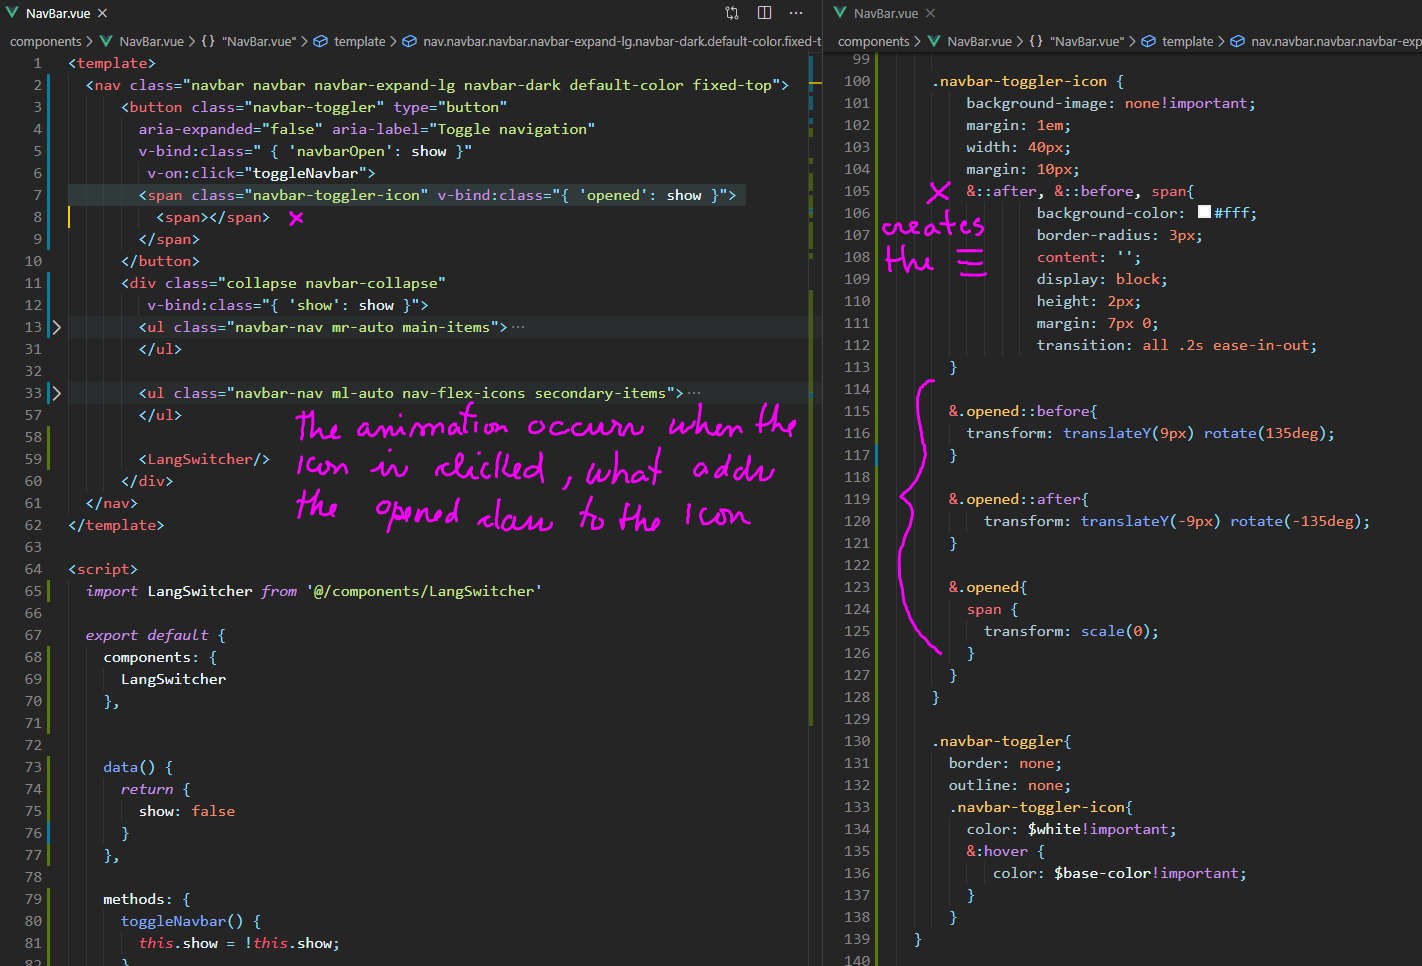 NavBar.vue
components > NavBar.vue > {} "NavBar.vue" > template > nav.navbar.navbar.navbar-expand-lg.navbar-dark.default-color.fixed-t
1 <template>
2 <nav class="navbar navbar navbar-expand-lg navbar-dark default-color fixed-top">
3 <button class="navbar-toggler" type="button"
4 aria-expanded="false" aria-label="Toggle navigation"
5 v-bind:class=" { 'navbarOpen': show }"
6 v-on:click="toggleNavbar">
7 <span class="navbar-toggler-icon" v-bind:class="{ 'opened': show }">
8 <span></span> x
9 </span>
10 </button>
11 <div class="collapse navbar-collapse"
12 v-bind:class="{ 'show': show }">
13 <ul class="navbar-nav mr-auto main-items">…
31 </ul>
32
33 <ul class="navbar-nav ml-auto nav-flex-icons secondary-items">…
57 </ul>
58
59 <LangSwitcher/>
60 </div>
61 </nav>
62 </template>
63
64 <script>
65 import LangSwitcher from '@/components/LangSwitcher'
66
67 export default {
68 components: {
69 LangSwitcher
70 },
71
72
73 data() {
74 return {
75 show: false
76 }
77 },
78
79 methods: {
80 toggleNavbar() {
81 this.show = !this.show;
82 }
the animation occurs when the
icon is clicked, what adds
the opened class to the icon
NavBar.vue
components > NavBar.vue > {} "NavBar.vue" > template > nav.navbar.navbar.navbar-exp
99
100 .navbar-toggler-icon {
101 background-image: none!important;
102 margin: 1em;
103 width: 40px;
104 margin: 10px;
105 &::after, &::before, span{
106 background-color: #fff;
107 border-radius: 3px;
108 content: '';
109 display: block;
110 height: 2px;
111 margin: 7px 0;
112 transition: all .2s ease-in-out;
113 }
114
115 &.opened::before{
116 transform: translateY(9px) rotate(135deg);
117 }
118
119 &.opened::after{
120 transform: translateY(-9px) rotate(-135deg);
121 }
122
123 &.opened{
124 span {
125 transform: scale(0);
126 }
127 }
128 }
129
130 .navbar-toggler{
131 border: none;
132 outline: none;
133 .navbar-toggler-icon{
134 color: $white!important;
135 &:hover {
136 color: $base-color!important;
137 }
138 }
139 }
140
x
creates
the ☰